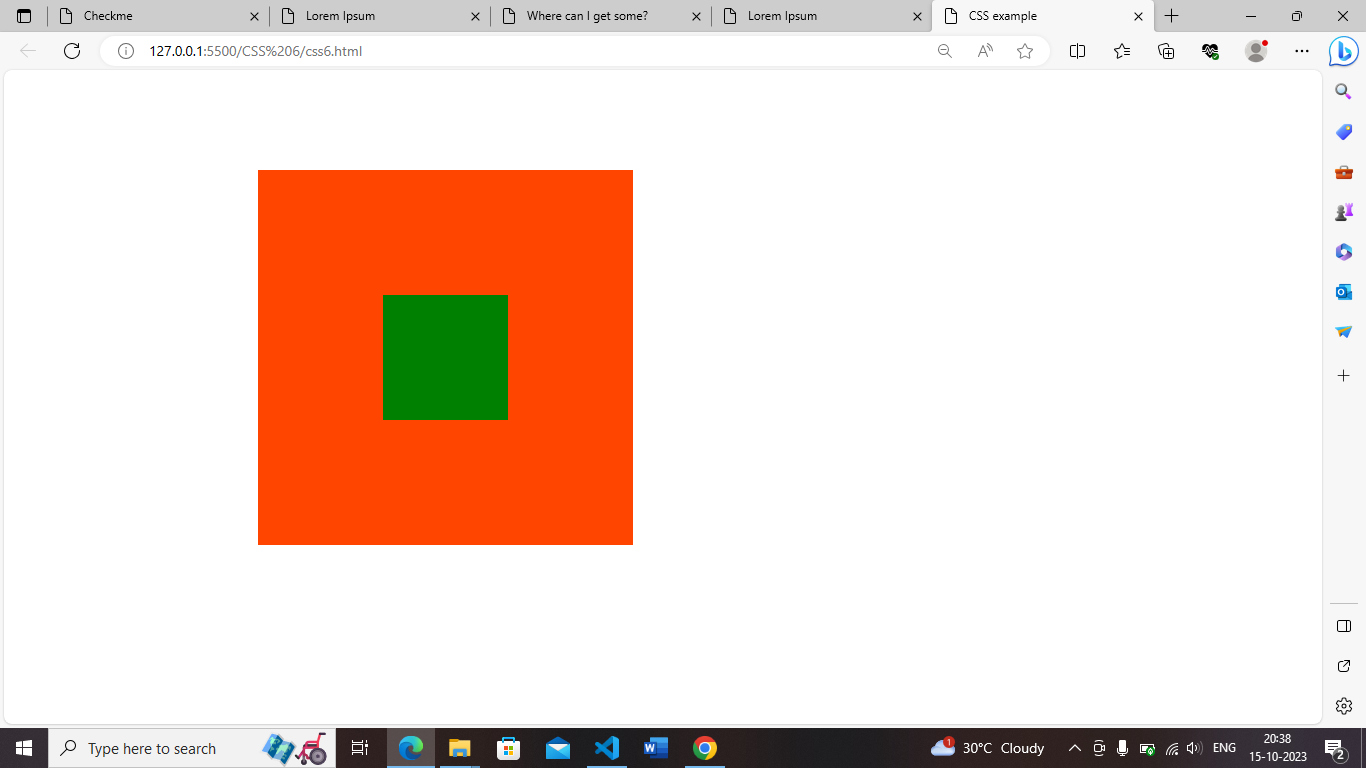 Checkme
Lorem Ipsum
Where can I get some?
Lorem Ipsum
CSS example
127.0.0.1:5500/CSS%206/css6.html
Type here to search
1
30°C Cloudy
ENG
20:38
15-10-2023
2